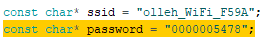 const char* ssid = "olleh_WiFi_F59A";
const char* password = "0000005478";